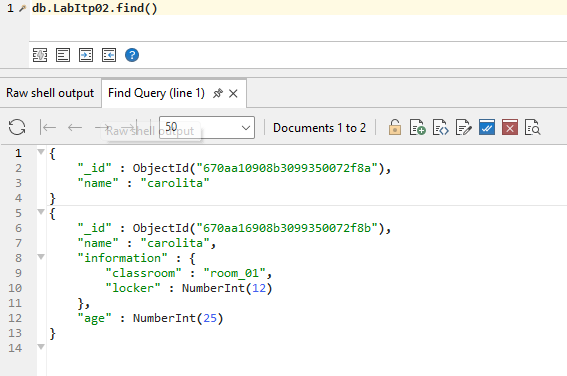 1 db.LabItp02.find()
Raw shell output Find Query (line 1)
Raw shell output 50 Documents 1 to 2
1 {
2 "_id" : ObjectId("670aa10908b3099350072f8a"),
3 "name" : "carolita"
4 }
5 {
6 "_id" : ObjectId("670aa16908b3099350072f8b"),
7 "name" : "carolita",
8 "information" : {
9 "classroom" : "room_01",
10 "locker" : NumberInt(12)
11 },
12 "age" : NumberInt(25)
13 }
14